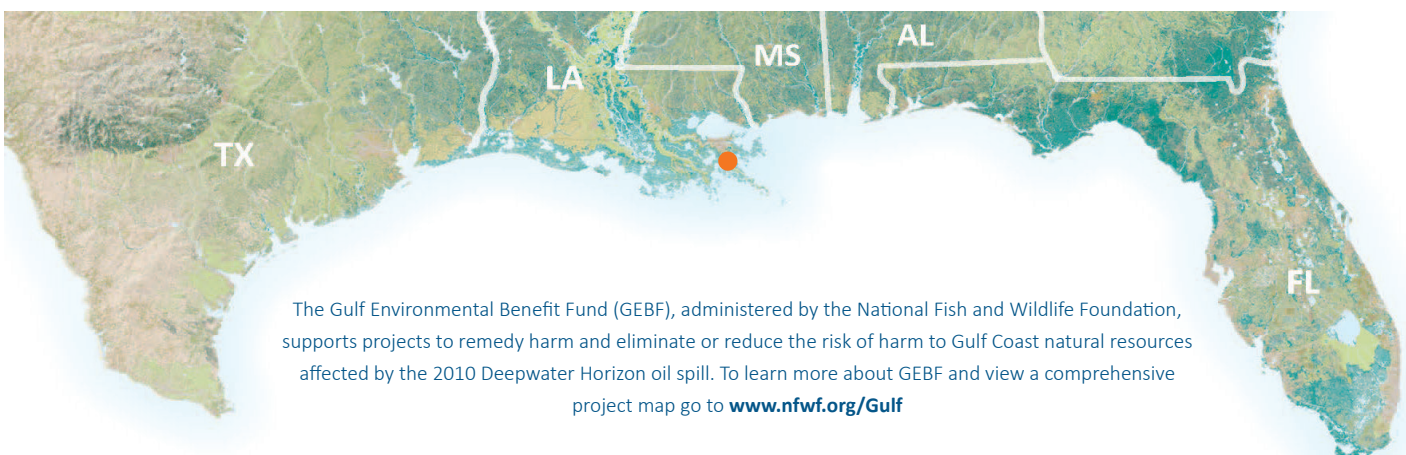 AL
MS
LA
TX
FL
The Gulf Environmental Benefit Fund (GEBF), administered by the National Fish and Wildlife Foundation,
supports projects to remedy harm and eliminate or reduce the risk of harm to Gulf Coast natural resources
affected by the 2010 Deepwater Horizon oil spill. To learn more about GEBF and view a comprehensive
project map go to www.nfwf.org/Gulf